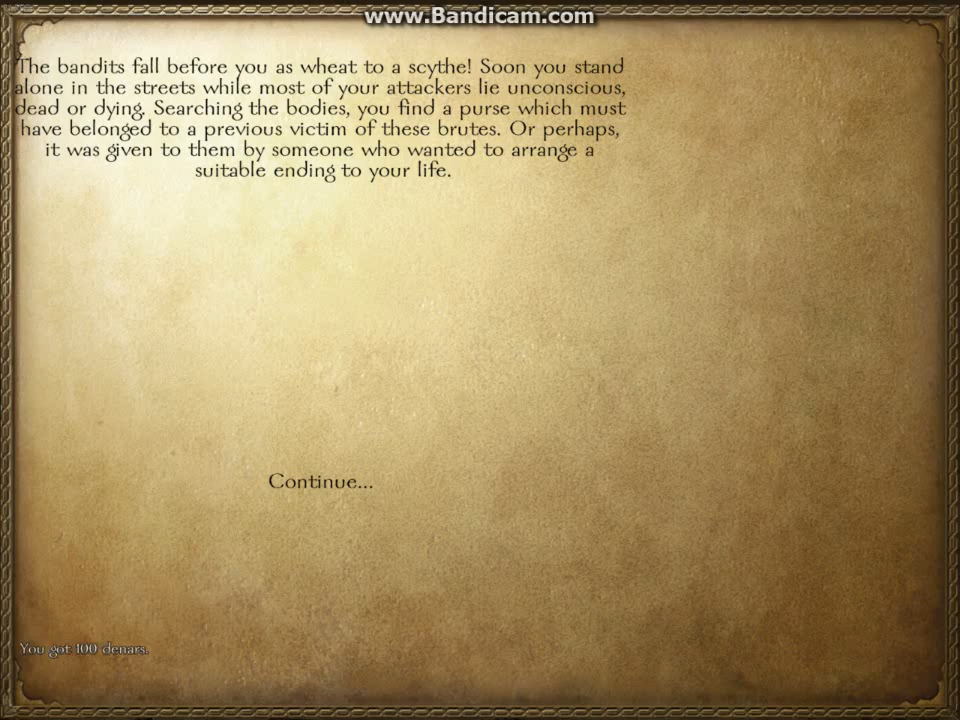 www.Bandicam.com
The bandits fall before you as wheat to a scythe! Soon you stand
alone in the streets while most of your attackers lie unconscious,
dead or dying. Searching the bodies, you find a purse which must
have belonged to a previous victim of these brutes. Or perhaps,
it was given to them by someone who wanted to arrange a
suitable ending to your life.
Continue...
You got 100 denars.